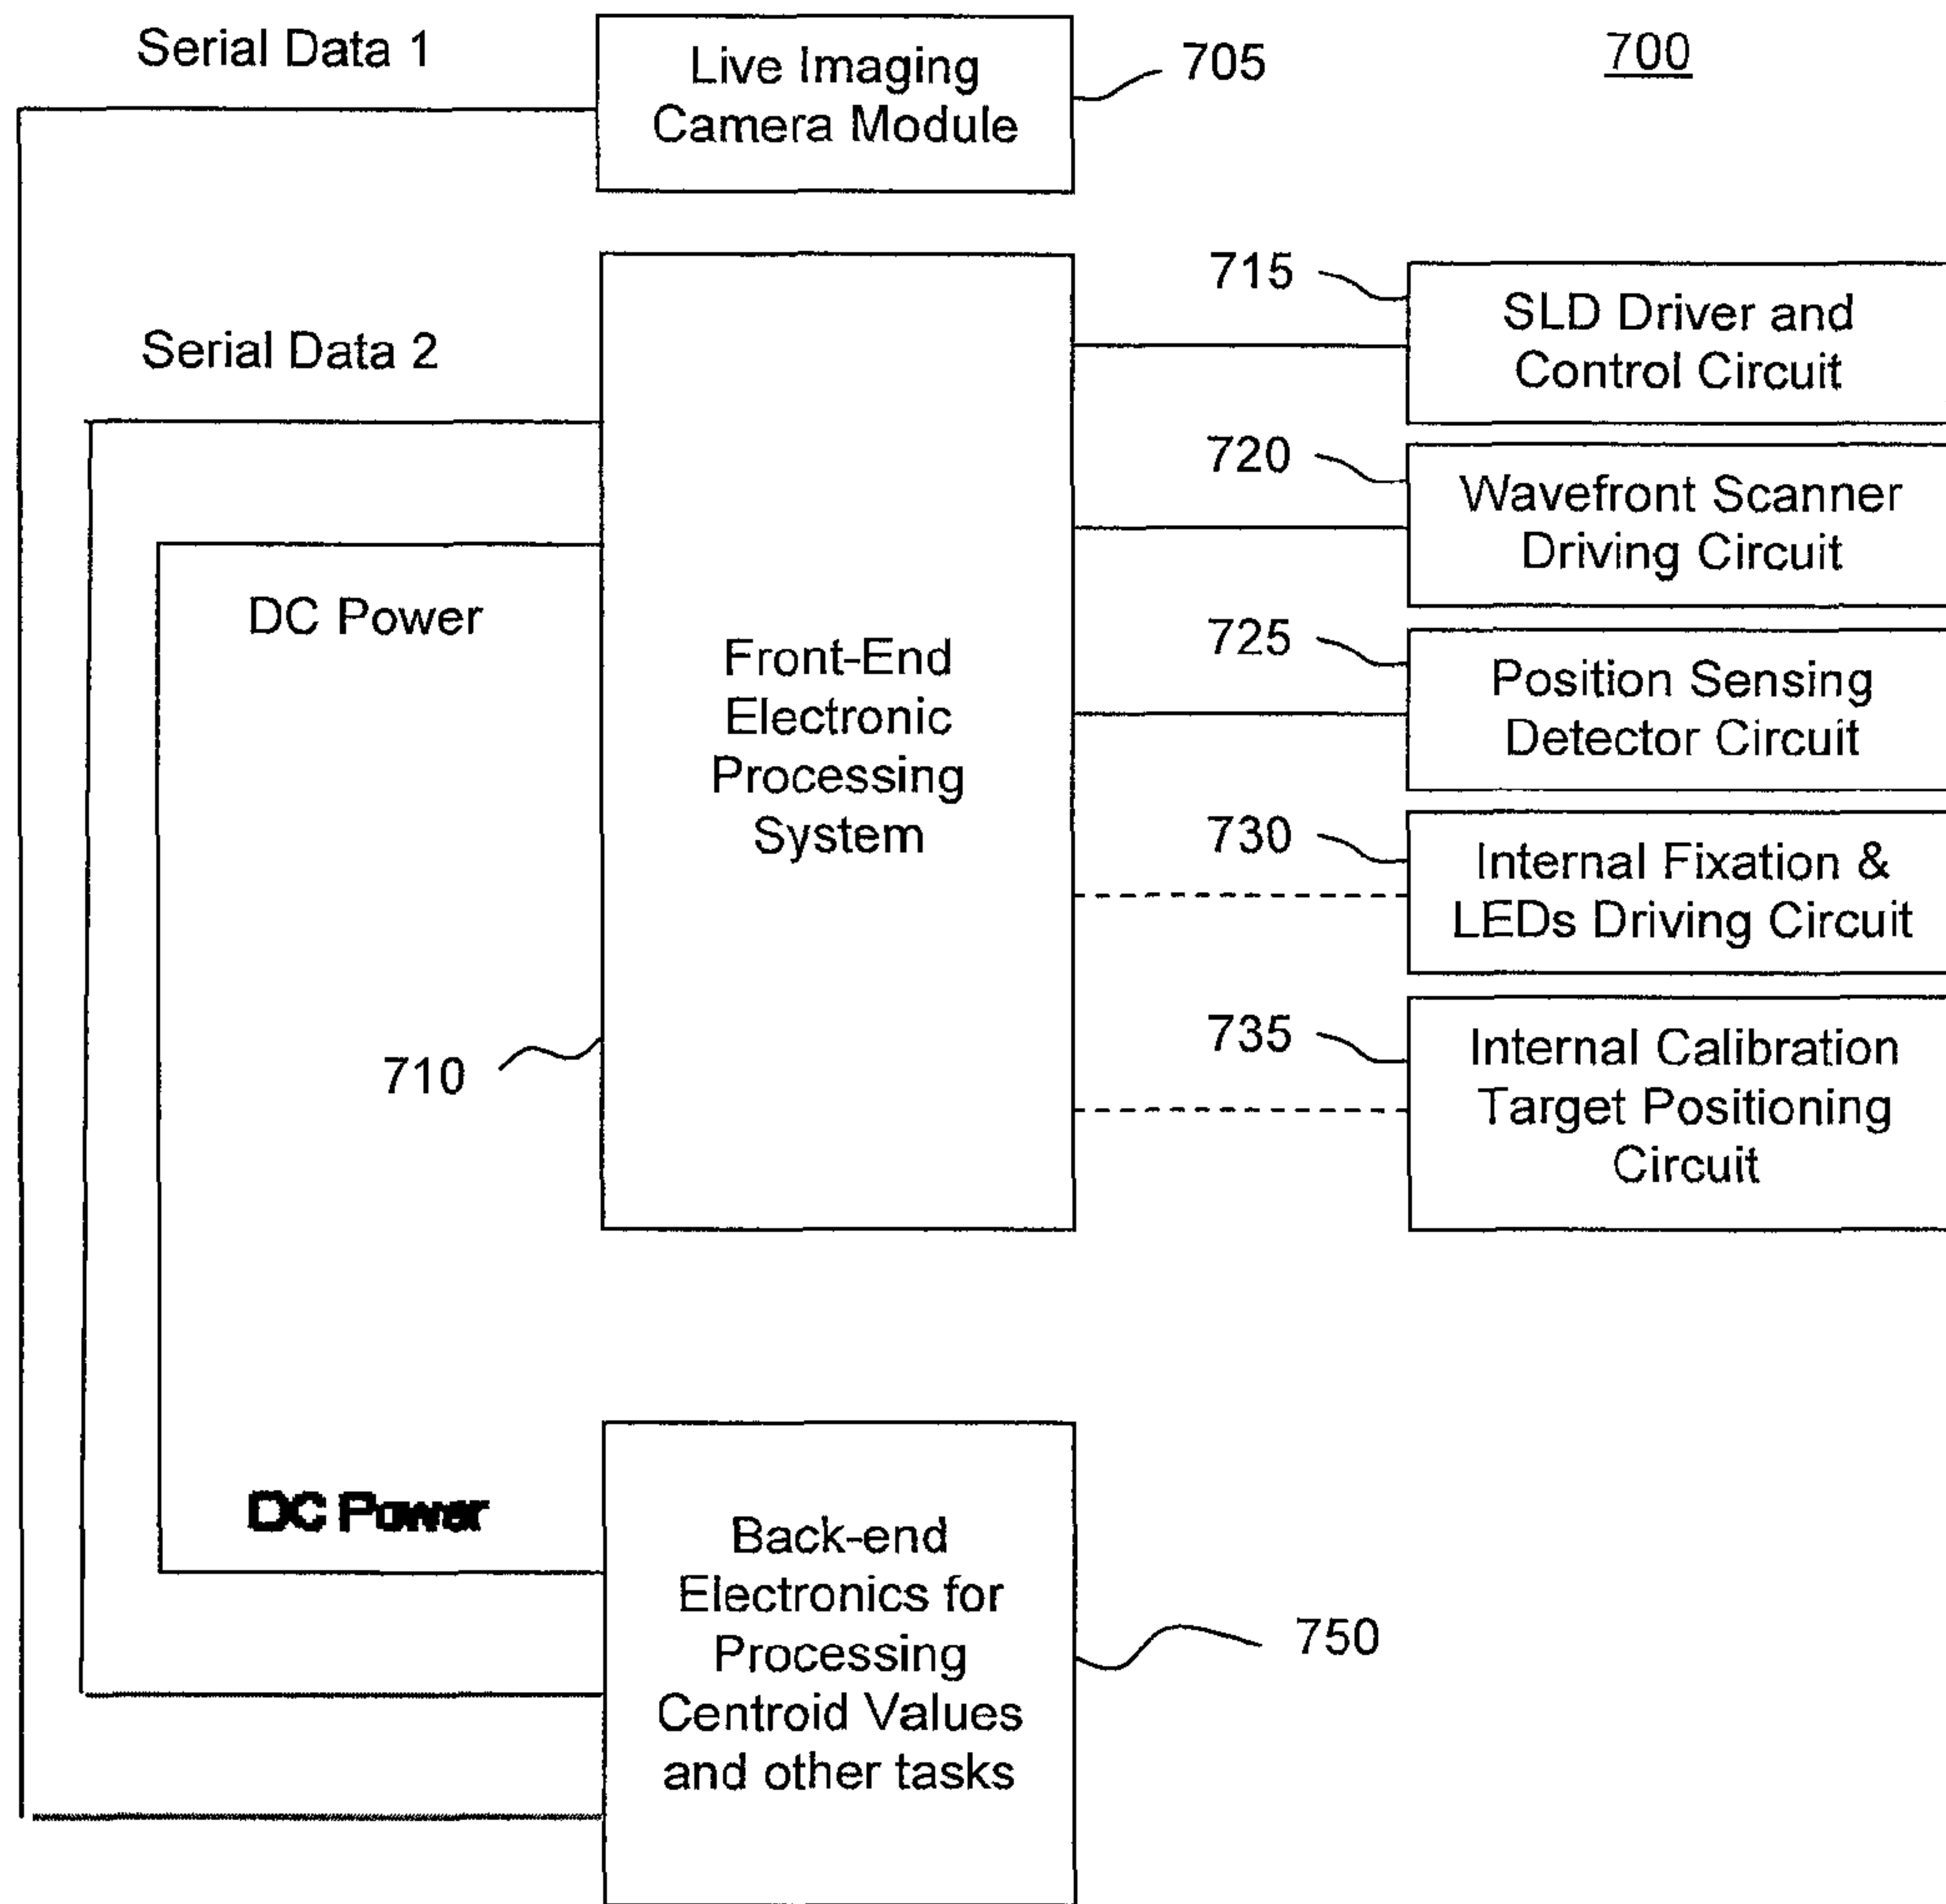 Serial Data 1
Live Imaging
Camera Module
705
700
Serial Data 2
DC Power
Front-End
Electronic
Processing
System
710
715
SLD Driver and
Control Circuit
720
Wavefront Scanner
Driving Circuit
725
Position Sensing
Detector Circuit
730
Internal Fixation &
LEDs Driving Circuit
735
Internal Calibration
Target Positioning
Circuit
DC Power
Back-end
Electronics for
Processing
Centroid Values
and other tasks
750